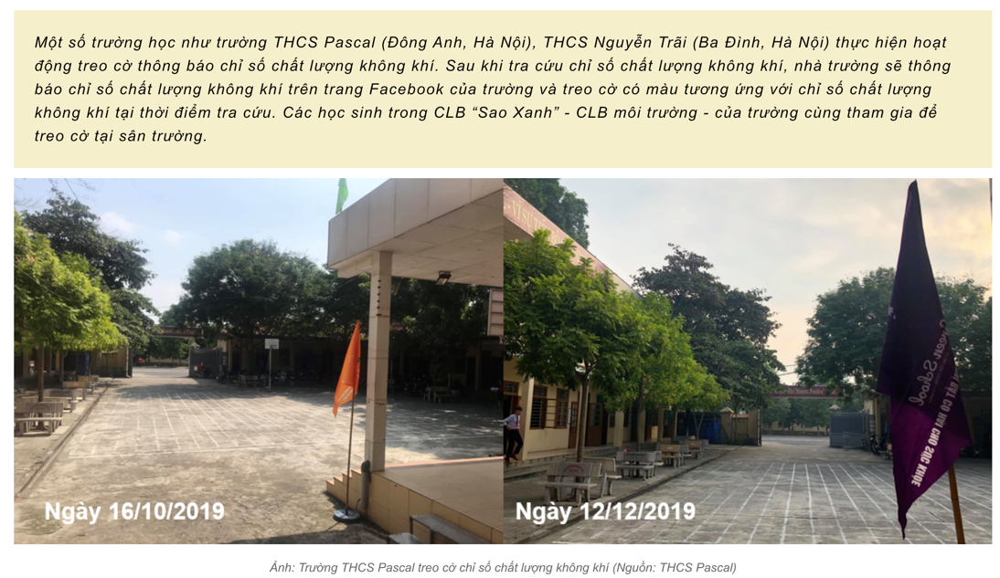 Một số trường học như trường THCS Pascal (Đông Anh, Hà Nội), THCS Nguyễn Trãi (Ba Đình, Hà Nội) thực hiện hoạt
động treo cờ thông báo chỉ số chất lượng không khí. Sau khi tra cứu chỉ số chất lượng không khí, nhà trường sẽ thông
báo chỉ số chất lượng không khí trên trang Facebook của trường và treo cờ có màu tương ứng với chỉ số chất lượng
không khí tại thời điểm tra cứu. Các học sinh trong CLB “Sao Xanh” - CLB môi trường - của trường cùng tham gia để
treo cờ tại sân trường.
- VÌ SỰ
Green School
RẤT CÓ HẠI CHO SỨC KHỎE
Ngày 16/10/2019
Ngày 12/12/2019
Ảnh: Trường THCS Pascal treo cờ chỉ số chất lượng không khí (Nguồn: THCS Pascal)